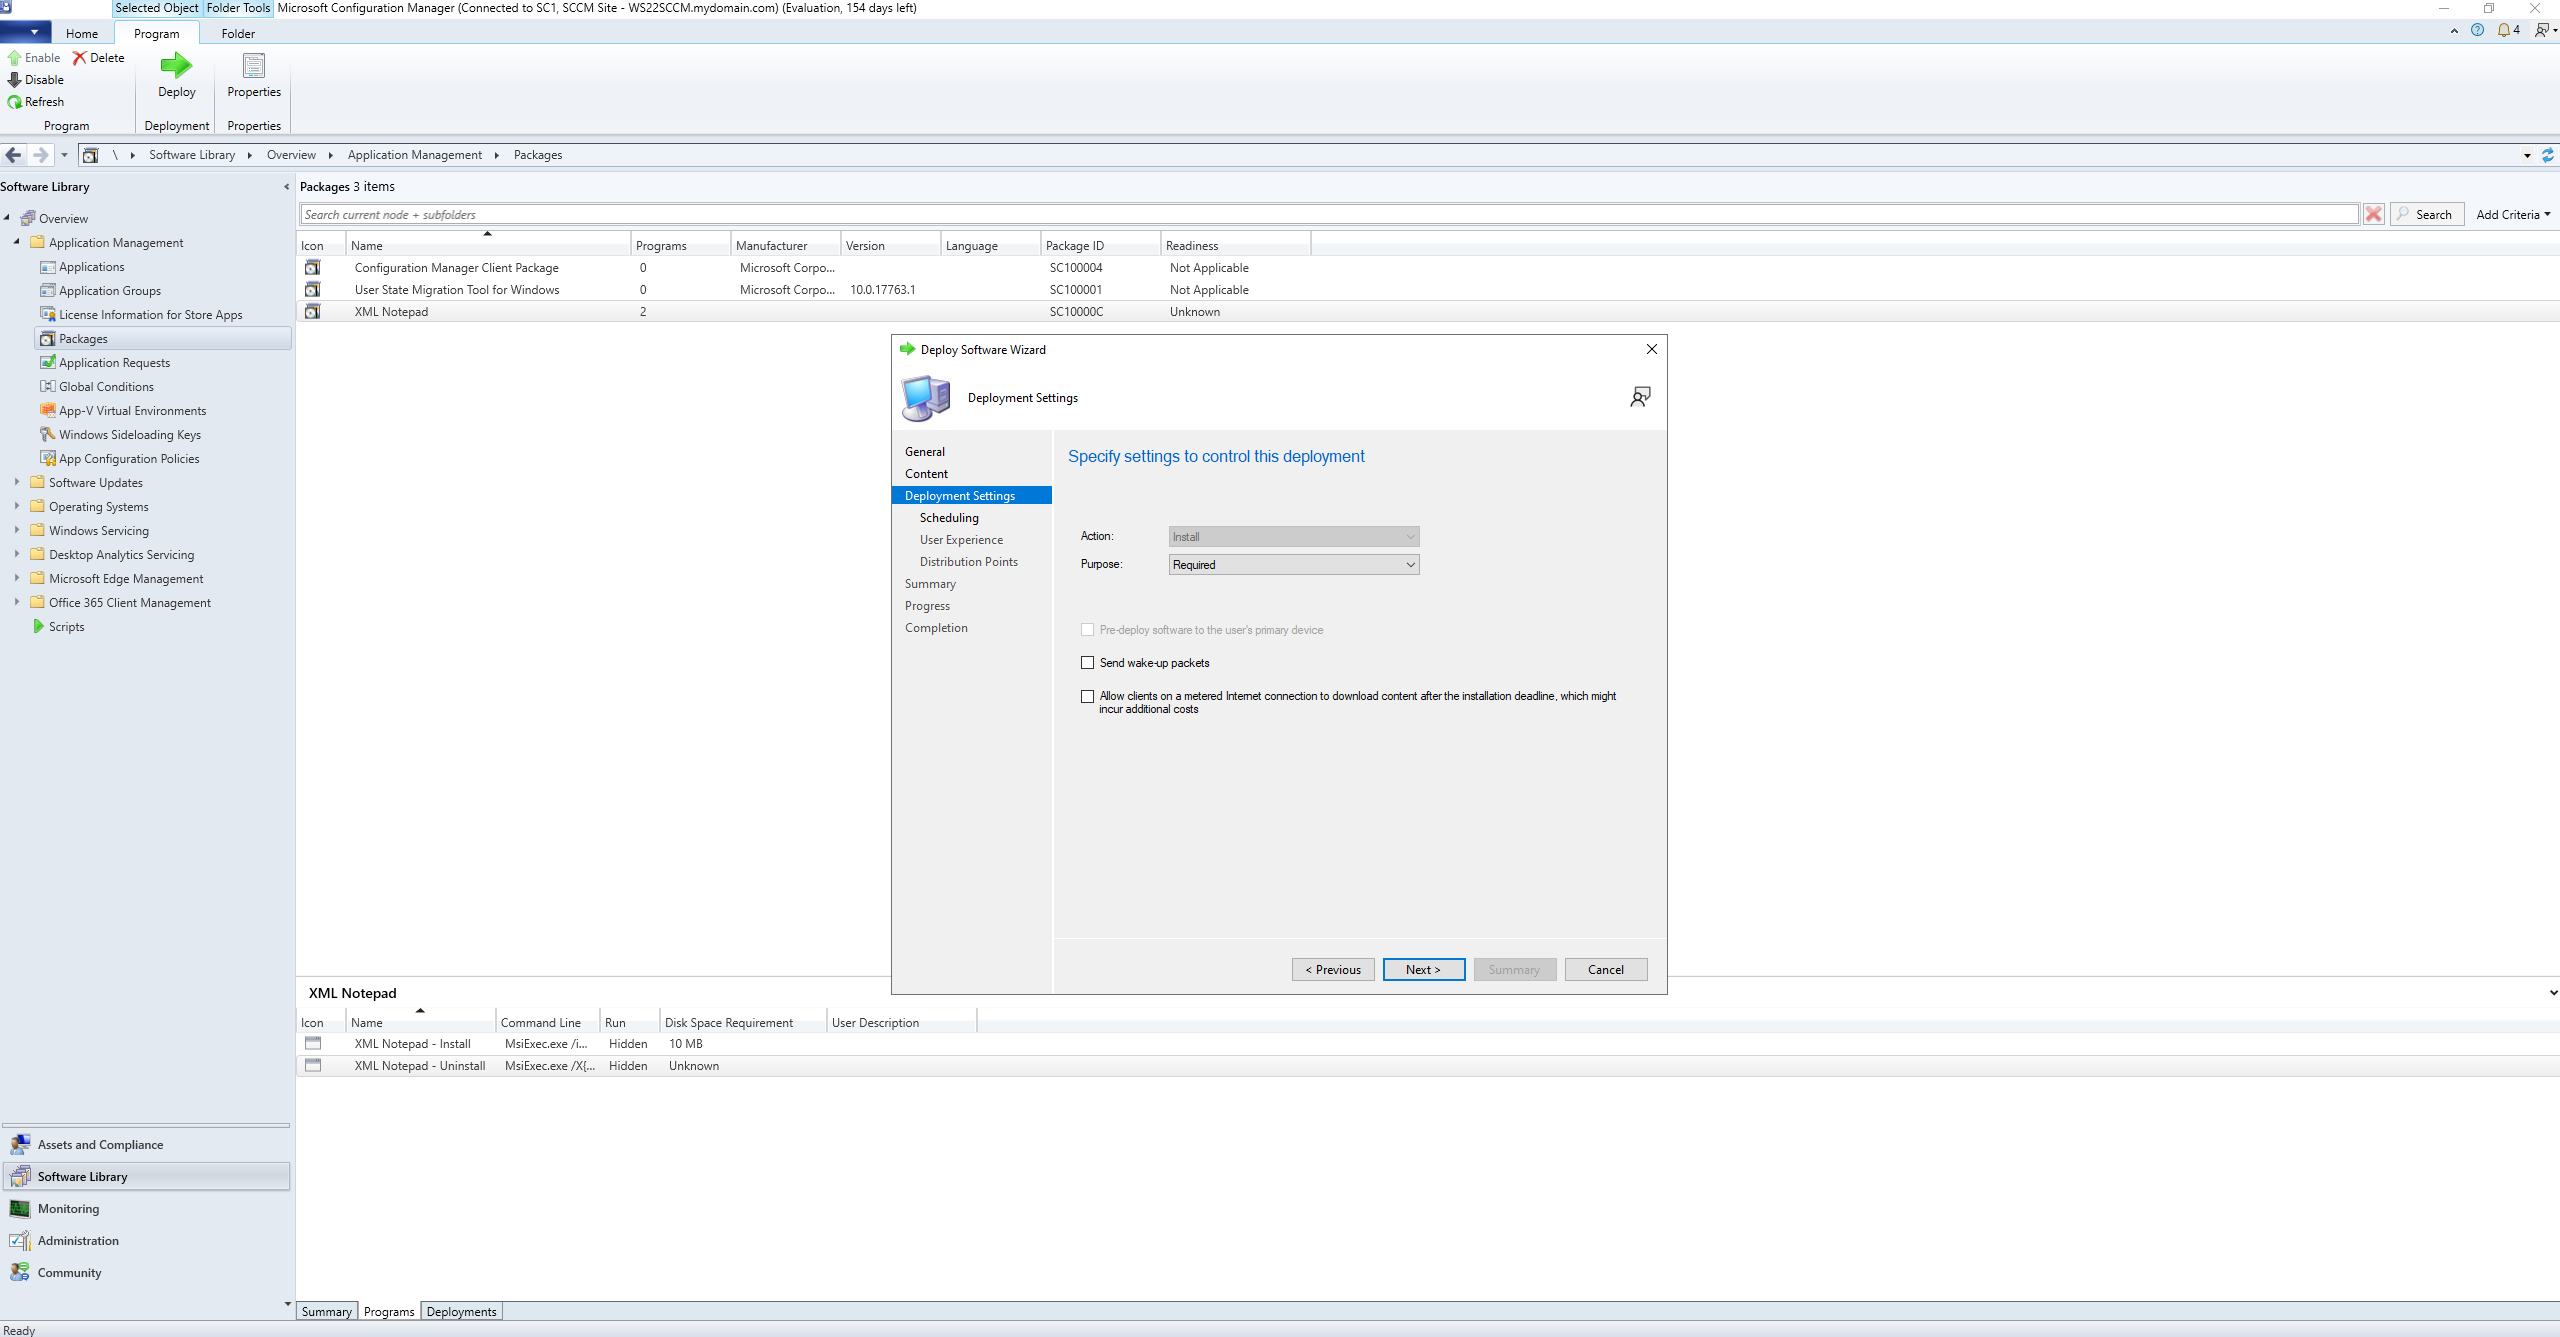 Selected Object Folder Tools Microsoft Configuration Manager (Connected to SC1, SCCM Site - WS22SCCM.mydomain.com) (Evaluation, 154 days left)
Home Program Folder
4
Enable Delete
Disable
Refresh
Deploy Properties
Program Deployment Properties
\ Software Library Overview Application Management Packages
Software Library
Packages 3 items
Search current node + subfolders Search Add Criteria
Overview
Application Management
Applications
Application Groups
License Information for Store Apps
Packages
Application Requests
Global Conditions
App-V Virtual Environments
Windows Sideloading Keys
App Configuration Policies
Software Updates
Operating Systems
Windows Servicing
Desktop Analytics Servicing
Microsoft Edge Management
Office 365 Client Management
Scripts
Icon Name Programs Manufacturer Version Language Package ID Readiness
Configuration Manager Client Package 0 Microsoft Corpo... SC100004 Not Applicable
User State Migration Tool for Windows 0 Microsoft Corpo... 10.0.17763.1 SC100001 Not Applicable
XML Notepad 2 SC10000C Unknown
Deploy Software Wizard
Deployment Settings
General
Content
Deployment Settings
Scheduling
User Experience
Distribution Points
Summary
Progress
Completion
Specify settings to control this deployment
Action: Install
Purpose: Required
Pre-deploy software to the user's primary device
Send wake-up packets
Allow clients on a metered Internet connection to download content after the installation deadline, which might
incur additional costs
< Previous Next > Summary Cancel
XML Notepad
Icon Name Command Line Run Disk Space Requirement User Description
XML Notepad - Install MsiExec.exe /i... Hidden 10 MB
XML Notepad - Uninstall MsiExec.exe /X{... Hidden Unknown
Assets and Compliance
Software Library
Monitoring
Administration
Community
Summary Programs Deployments
Ready